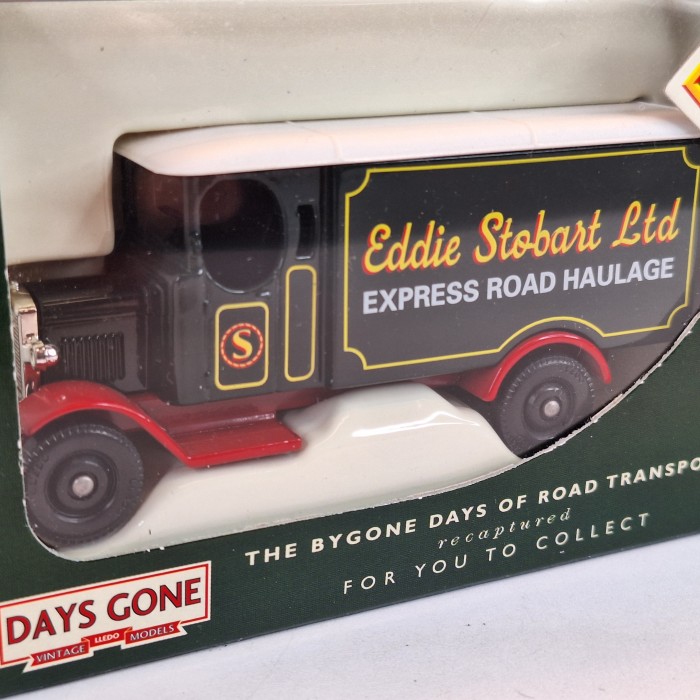 Eddie Stobart Ltd
EXPRESS ROAD HAULAGE
S
THE BYGONE DAYS OF ROAD TRANSPO
recaptured
FOR YOU TO COLLECT
DAYS GONE
VINTAGE LLEDO MODELS